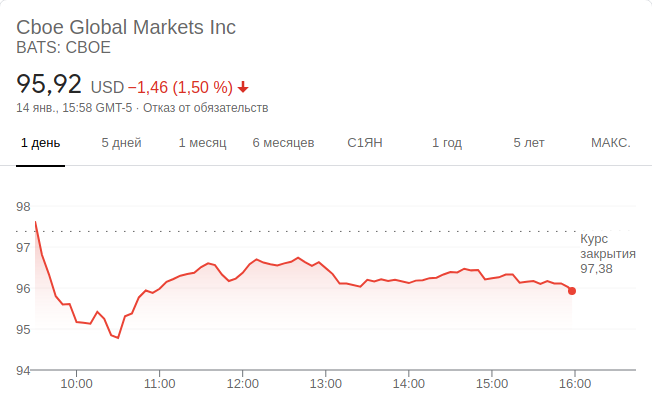 Cboe Global Markets Inc
BATS: CBOE
95,92 USD −1,46 (1,50 %)
14 янв., 15:58 GMT-5 · Отказ от обязательств
1 день 5 дней 1 месяц 6 месяцев С1ЯН 1 год 5 лет МАКС.
98
97
96
95
94
Курс
закрытия
97,38
10:00 11:00 12:00 13:00 14:00 15:00 16:00